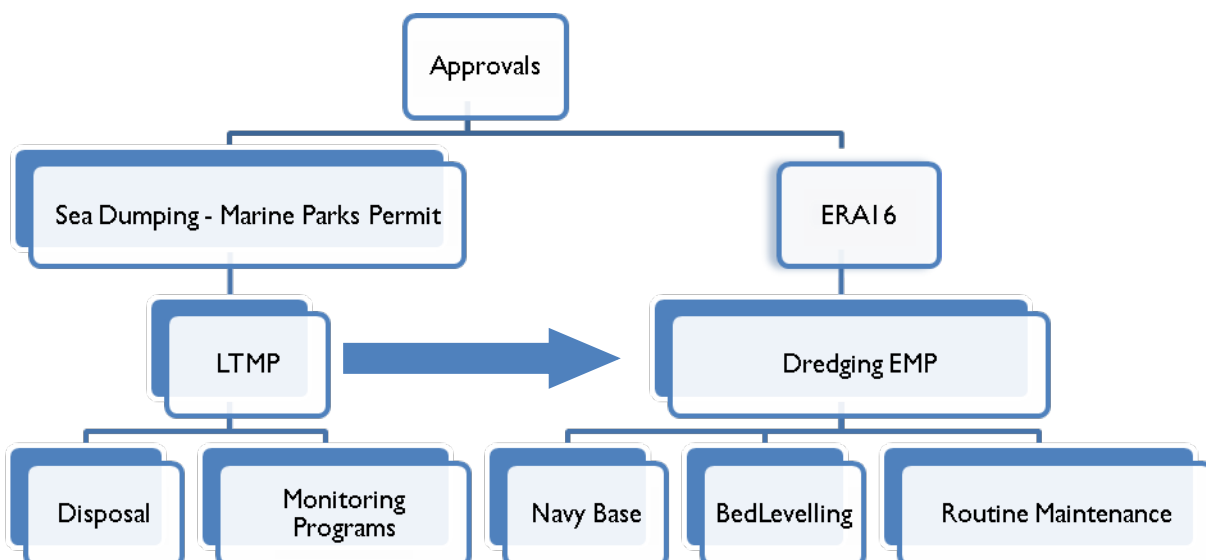 Approvals
Sea Dumping - Marine Parks Permit
ERA16
LTMP
Dredging EMP
Disposal
Monitoring
Programs
Navy Base
BedLevelling
Routine Maintenance